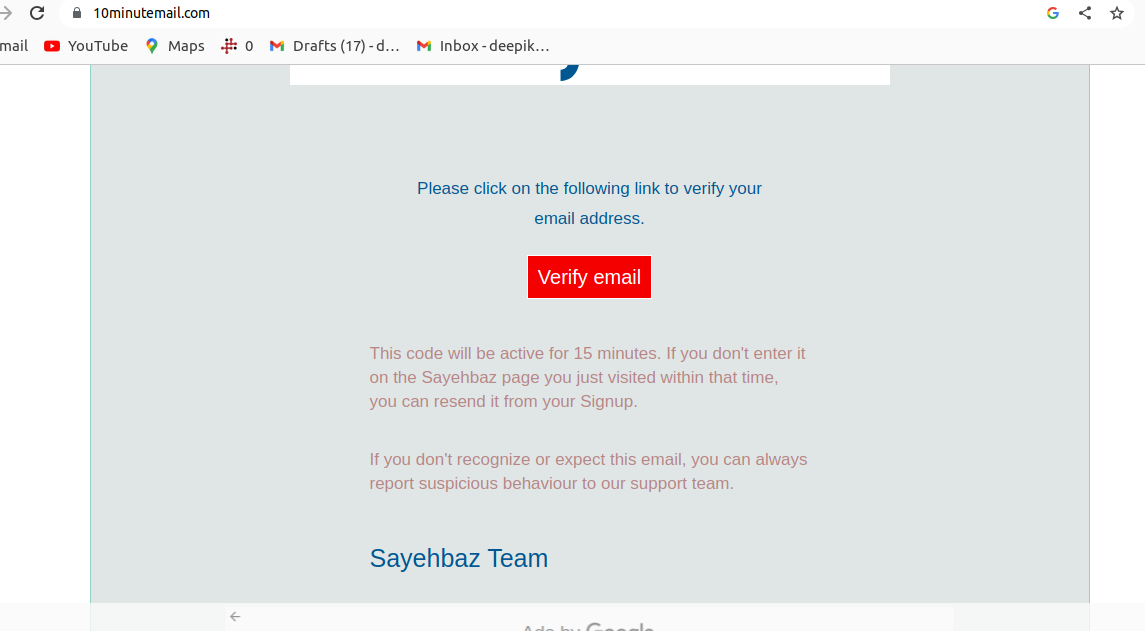 10minutemail.com
mail YouTube Maps 0 Drafts (17) - d... Inbox - deepik...
Please click on the following link to verify your
email address.
Verify email
This code will be active for 15 minutes. If you don't enter it
on the Sayehbaz page you just visited within that time,
you can resend it from your Signup.
If you don't recognize or expect this email, you can always
report suspicious behaviour to our support team.
Sayehbaz Team
Ads by Google